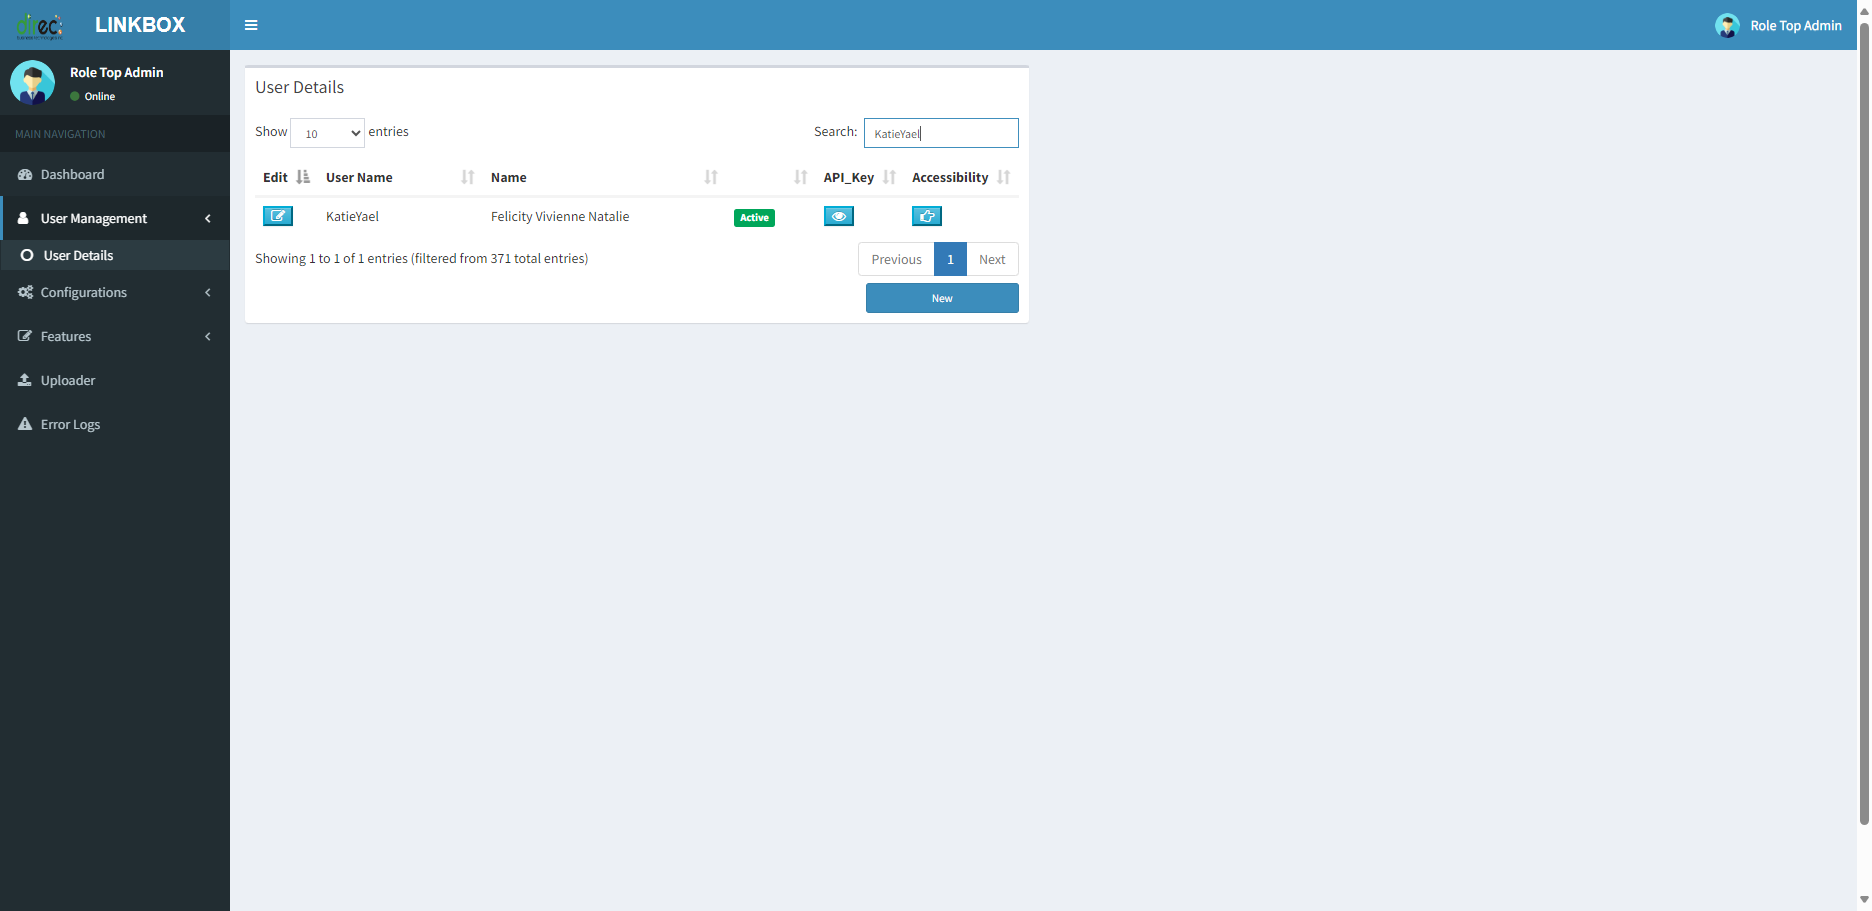 LINKBOX
Role Top Admin
Role Top Admin
Online
MAIN NAVIGATION
Dashboard
User Management
User Details
Configurations
Features
Uploader
Error Logs
User Details
Show 10 entries
Search: KatieYael
Edit User Name Name API_Key Accessibility
KatieYael Felicity Vivienne Natalie Active
Showing 1 to 1 of 1 entries (filtered from 371 total entries)
Previous 1 Next
New